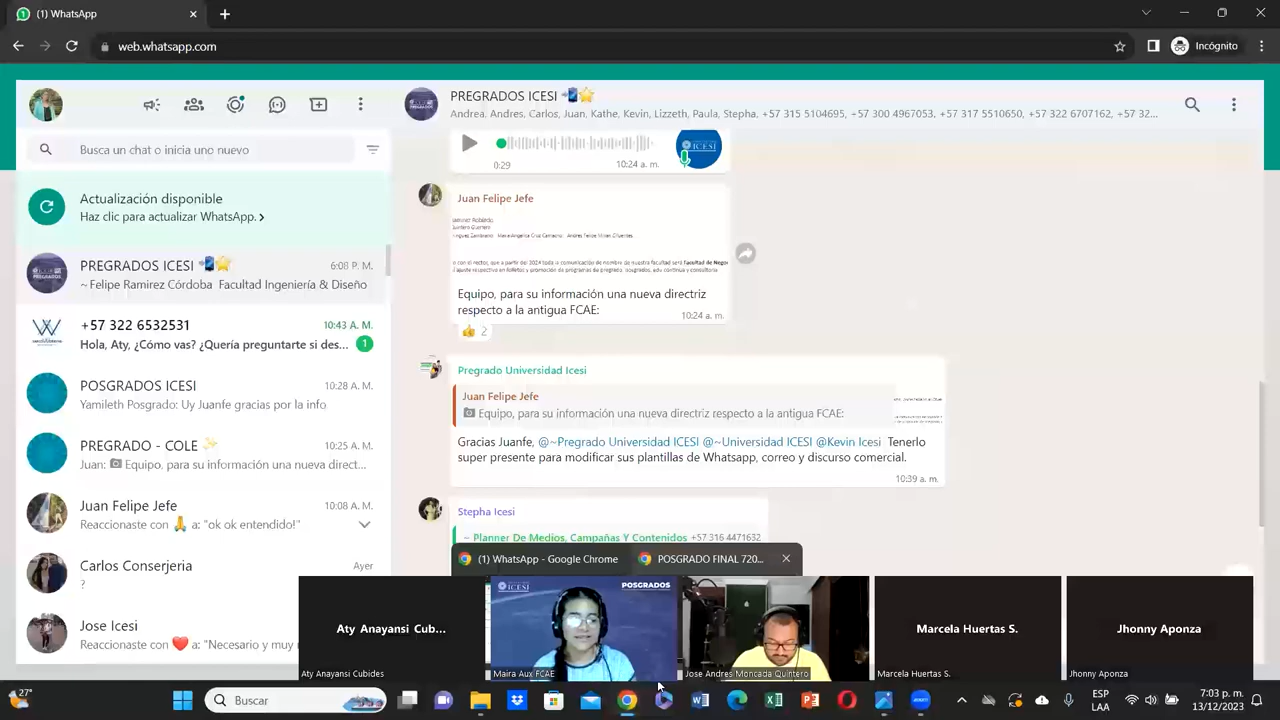 (1) WhatsApp
web.whatsapp.com
Incógnito
Busca un chat o inicia uno nuevo
Actualización disponible
Haz clic para actualizar WhatsApp.
PREGRADOS ICESI
6:08 P. M.
~ Felipe Ramirez Córdoba Facultad Ingeniería & Diseño
+57 322 6532531
10:43 A. M.
Hola, Aty, ¿Cómo vas? ¿Quería preguntarte si des...
1
POSGRADOS ICESI
10:28 A. M.
Yamileth Posgrado: Uy Juanfe gracias por la info
PREGRADO - COLE
10:25 A. M.
Juan: Equipo, para su información una nueva direct...
Juan Felipe Jefe
10:08 A. M.
Reaccionaste con a: "ok ok entendido!"
Carlos Conserjeria
Ayer
?
Jose Icesi
Reaccionaste con a: "Necesario y muy
PREGRADOS ICESI
Andrea, Andres, Carlos, Juan, Kathe, Kevin, Lizzeth, Paula, Stepha, +57 315 5104695, +57 300 4967053, +57 317 5510650, +57 322 6707162, +57 32...
0:29
10:24 a. m.
ICESI
Juan Felipe Jefe
Equipo, para su información una nueva directriz
respecto a la antigua FCAE:
10:24 a. m.
2
Pregrado Universidad Icesi
Juan Felipe Jefe
Equipo, para su información una nueva directriz respecto a la antigua FCAE:
Gracias Juanfe, @~Pregrado Universidad ICESI @~Universidad ICESI @Kevin Icesi Tenerlo
super presente para modificar sus plantillas de Whatsapp, correo y discurso comercial.
10:39 a. m.
Stepha Icesi
~ Planner De Medios, Campañas Y Contenidos +57 316 4471632
(1) WhatsApp - Google Chrome
POSGRADO FINAL 720...
Aty Anayansi Cub...
Aty Anayansi Cubides
ICESI
POSGRADOS
Maira Aux FCAE
Jose Andres Moncada Quintero
Marcela Huertas S.
Marcela Huertas S.
Jhonny Aponza
Jhonny Aponza
27°
Buscar
ESP
LAA
7:03 p. m.
13/12/2023